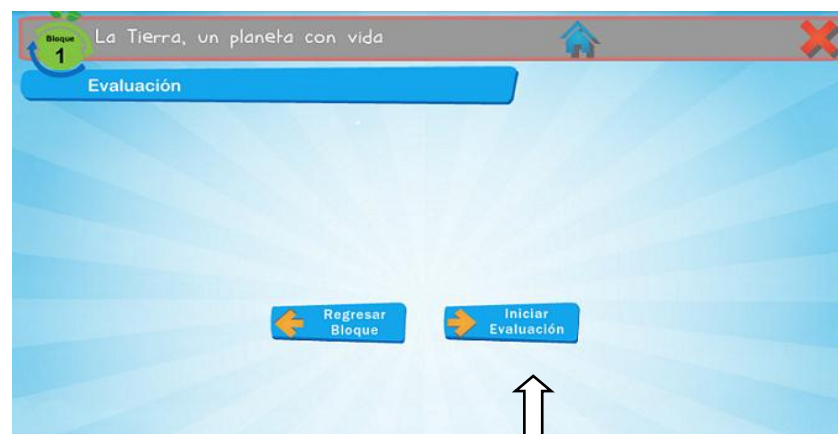 Bloque
1
La Tierra, un planeta con vida
Evaluación
Regresar
Bloque
Iniciar
Evaluación